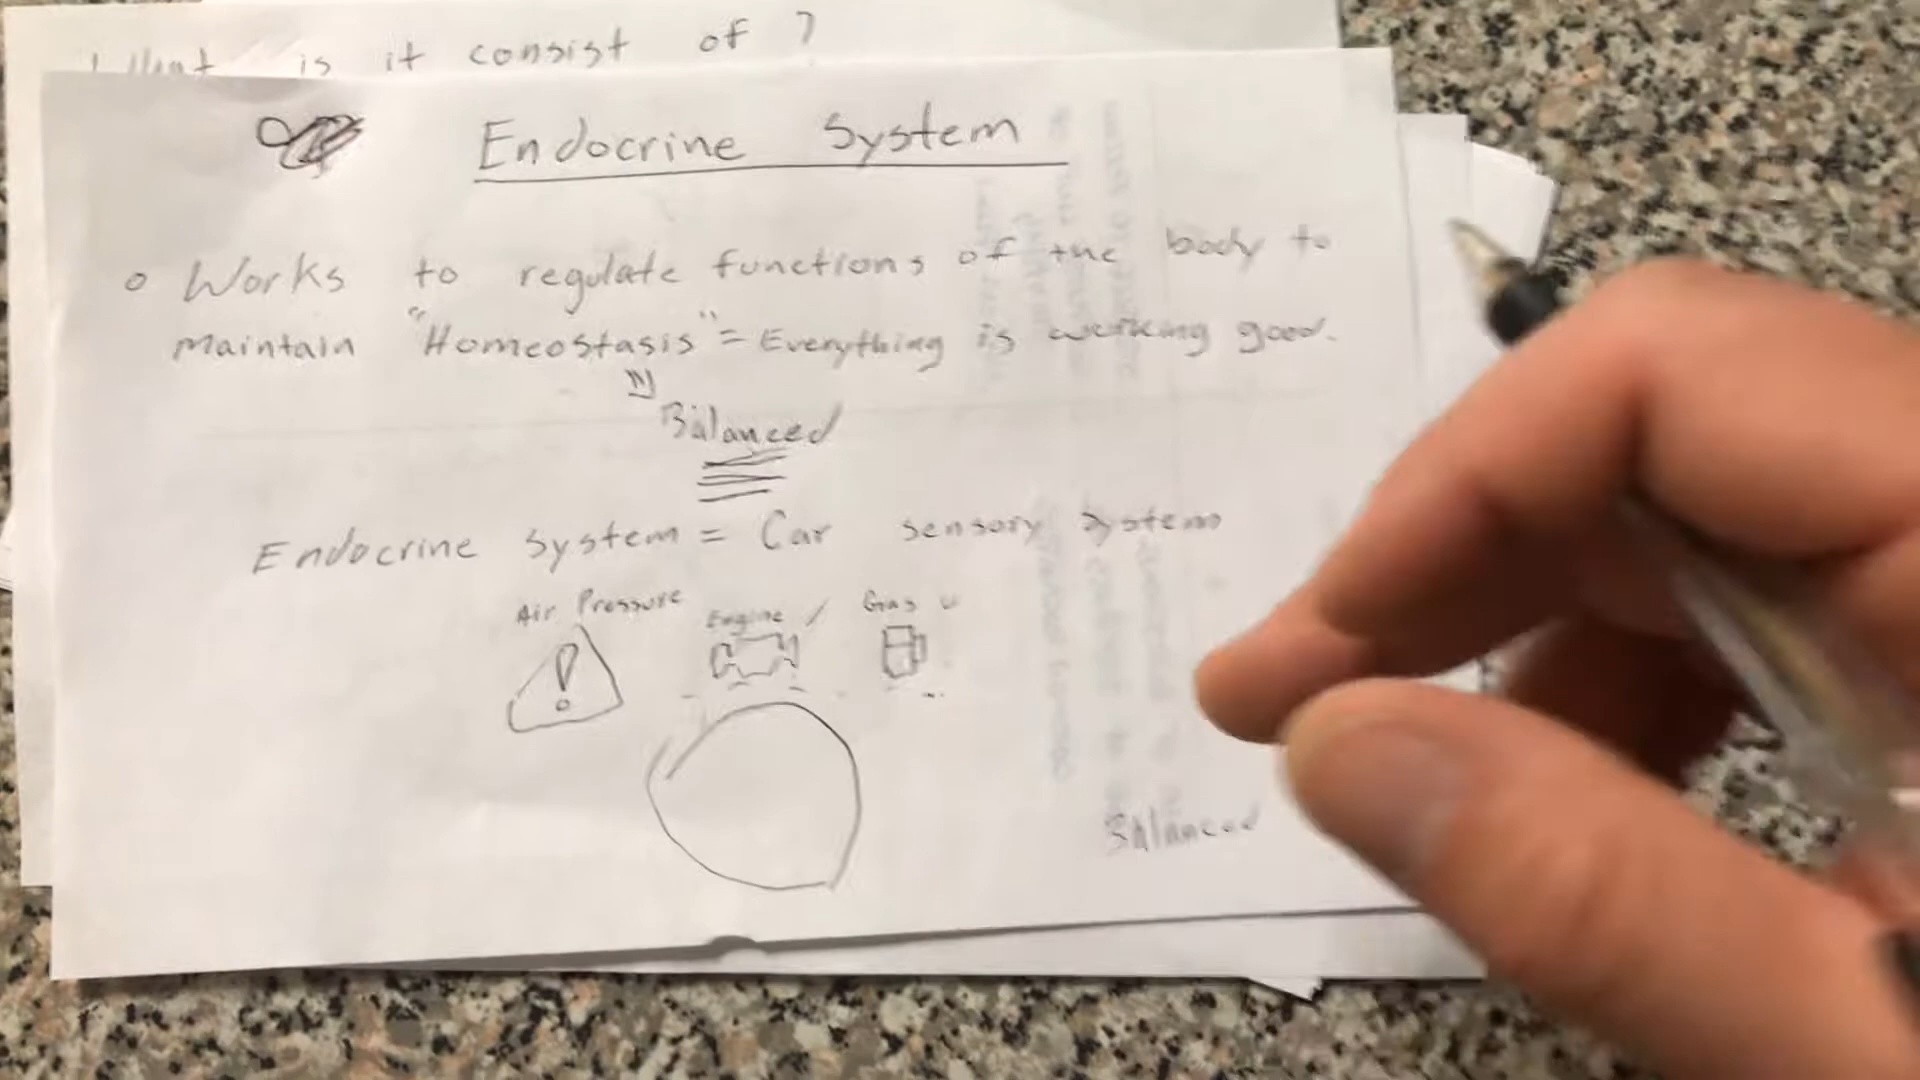 What is it consist of ?
Endocrine System
Works to regulate functions of the body to
maintain "Homeostasis" = Everything is working good.
Balanced
Endocrine system = Car sensory system
Air Pressure Engine / Gas
!
Balanced